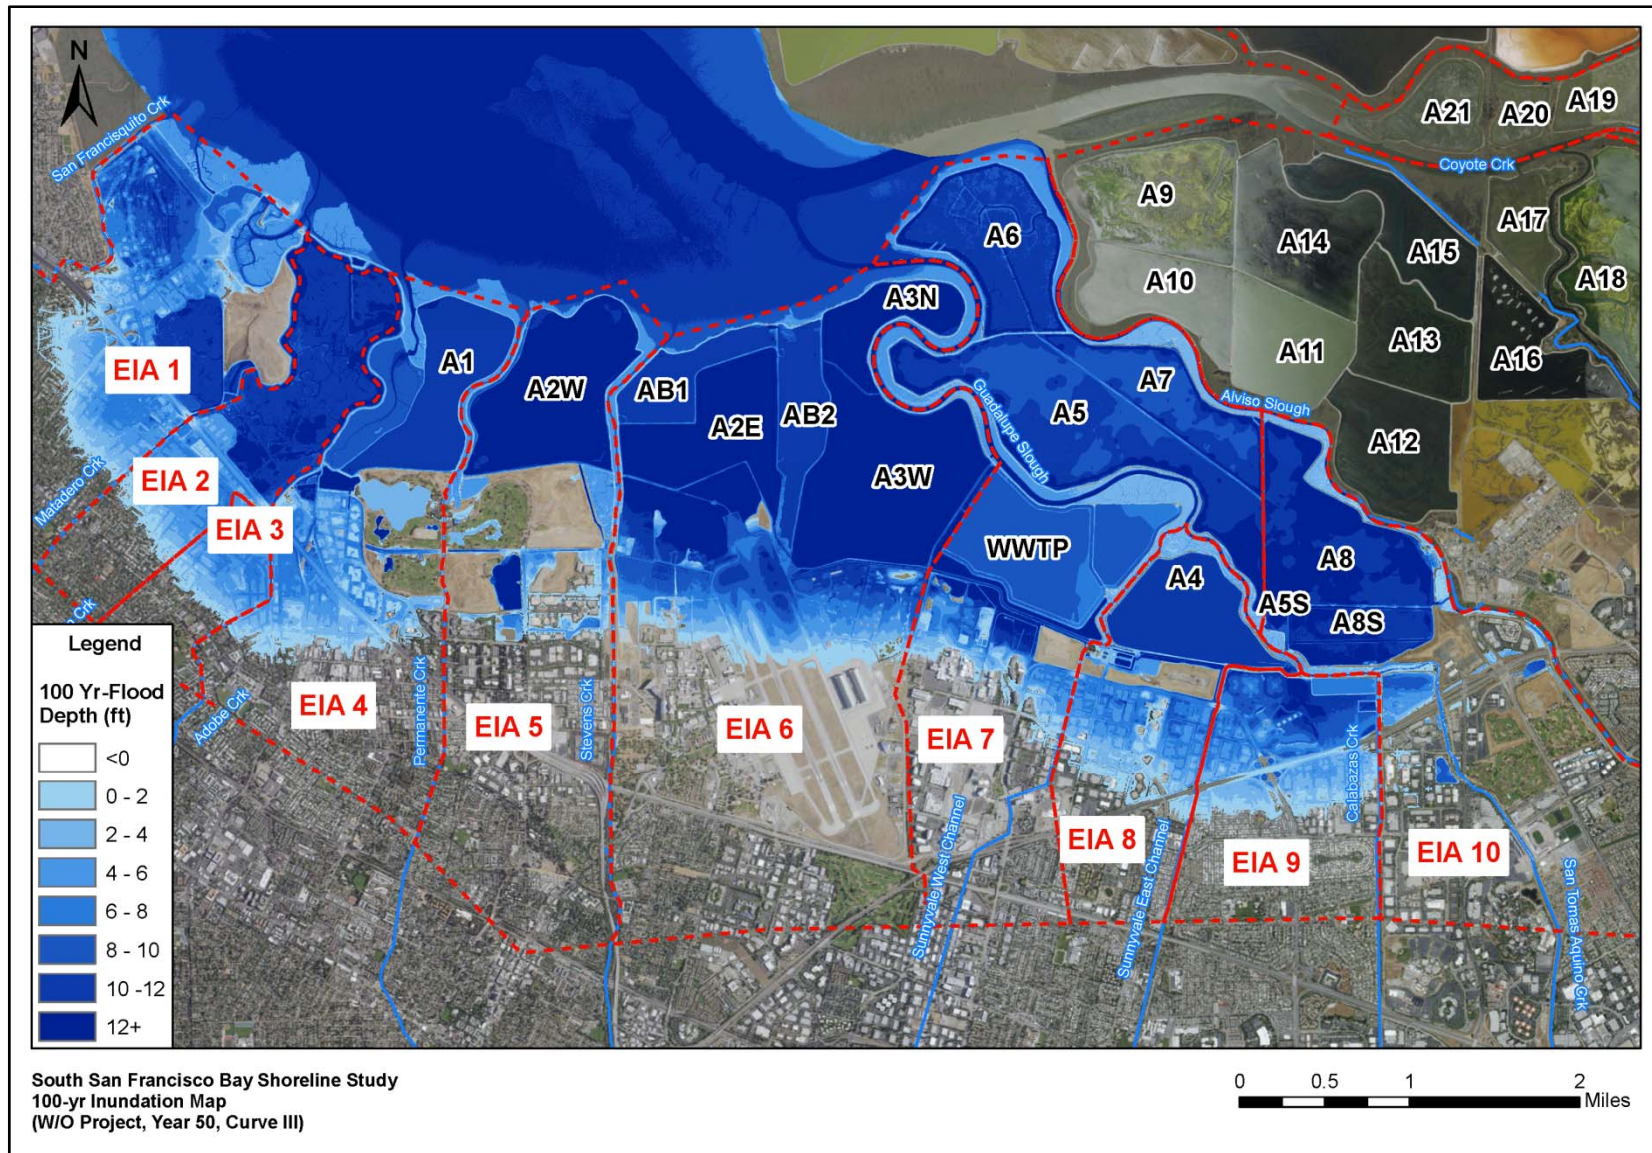 N
San Francisquito Crk
A21
A20
A19
Coyote Crk
A9
A14
A17
A6
A15
A18
A10
A3N
A11
A13
A16
EIA 1
A1
A2W
AB1
A7
A2E
AB2
A5
Alviso Slough
Guadalupe Slough
A12
Matadero Crk
EIA 2
A3W
EIA 3
WWTP
A8
A4
A5S
A8S
Legend
100 Yr-Flood
Depth (ft)
<0
0 - 2
2 - 4
4 - 6
6 - 8
8 - 10
10 -12
12+
Adobe Crk
EIA 4
Permanente Crk
EIA 5
Stevens Crk
EIA 6
EIA 7
Calabazas Crk
EIA 8
EIA 9
EIA 10
Sunnyvale West Channel
Sunnyvale East Channel
San Tomas Aquino Crk
South San Francisco Bay Shoreline Study
100-yr Inundation Map
(W/O Project, Year 50, Curve III)
0 0.5 1 2
Miles